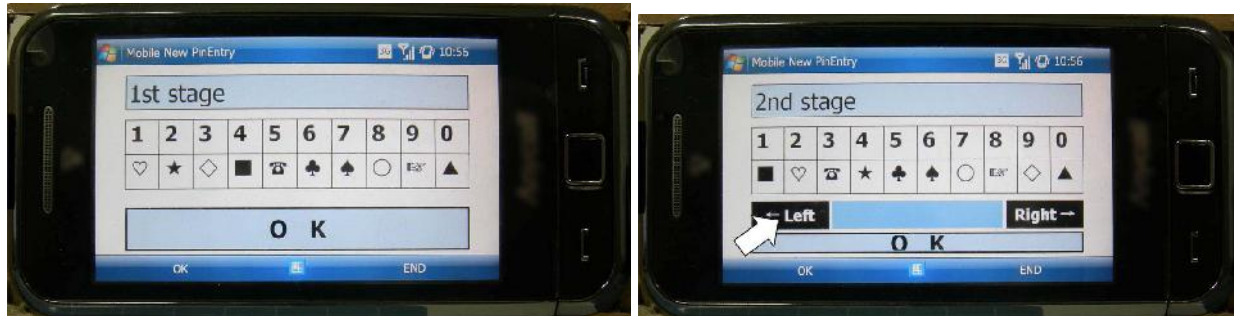 Mobile New PinEntry 3G 10:55
1st stage
1 2 3 4 5 6 7 8 9 0
♡ ★ ◇ ■ ☎ ♣ ♠ ○ ☞ ▲
O K
OK END
Mobile New PinEntry 3G 10:56
2nd stage
1 2 3 4 5 6 7 8 9 0
■ ♡ ☎ ★ ♣ ♠ ○ ☞ ◇ ▲
← Left Right →
O K
OK END